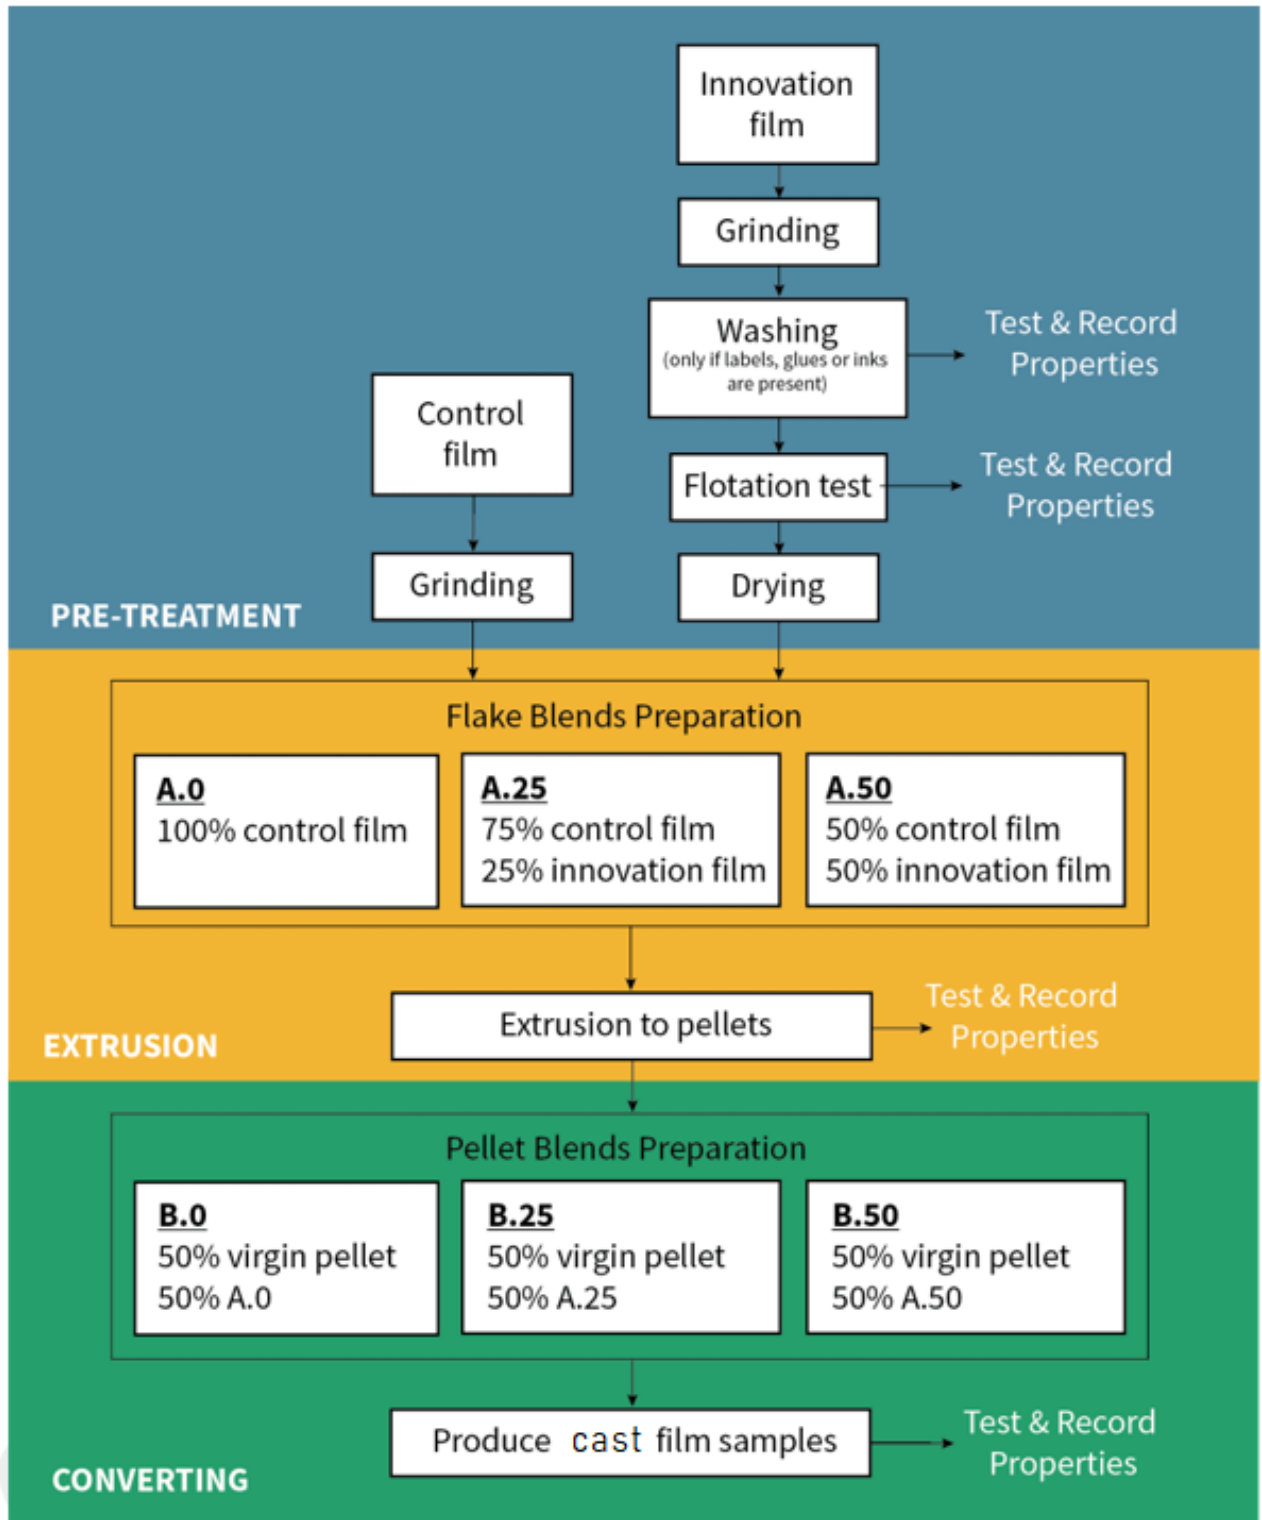 Innovation
film
Grinding
Washing
(only if labels, glues or inks
are present)
Test & Record
Properties
Control
film
Flotation test
Test & Record
Properties
Grinding
Drying
PRE-TREATMENT
Flake Blends Preparation
A.0
100% control film
A.25
75% control film
25% innovation film
A.50
50% control film
50% innovation film
Extrusion to pellets
Test & Record
Properties
EXTRUSION
Pellet Blends Preparation
B.0
50% virgin pellet
50% A.0
B.25
50% virgin pellet
50% A.25
B.50
50% virgin pellet
50% A.50
Produce cast film samples
Test & Record
Properties
CONVERTING